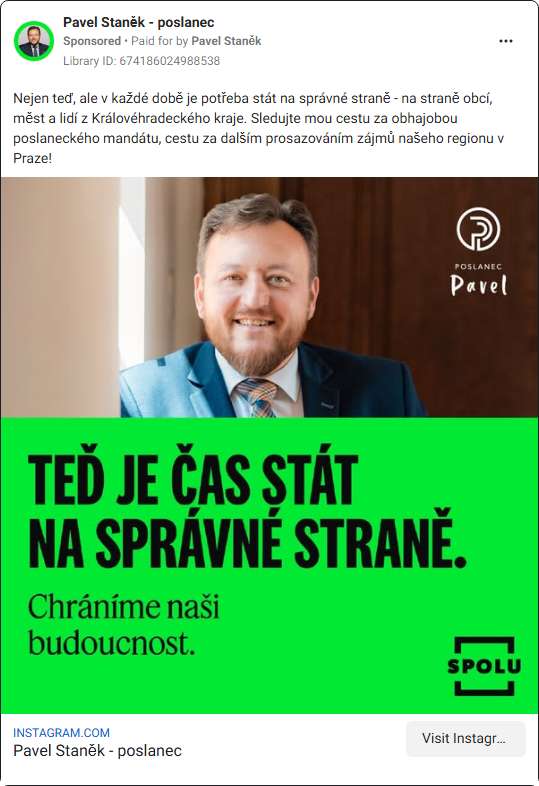 Pavel Staněk - poslanec
Sponsored • Paid for by Pavel Staněk
Library ID: 674186024988538
Nejen teď, ale v každé době je potřeba stát na správné straně - na straně obcí,
měst a lidí z Královéhradeckého kraje. Sledujte mou cestu za obhajobou
poslaneckého mandátu, cestu za dalším prosazováním zájmů našeho regionu v
Praze!
POSLANEC
Pavel
TEĎ JE ČAS STÁT
NA SPRÁVNÉ STRANĚ.
Chráníme naši
budoucnost.
SPOLU
INSTAGRAM.COM
Pavel Staněk - poslanec
Visit Instagr...